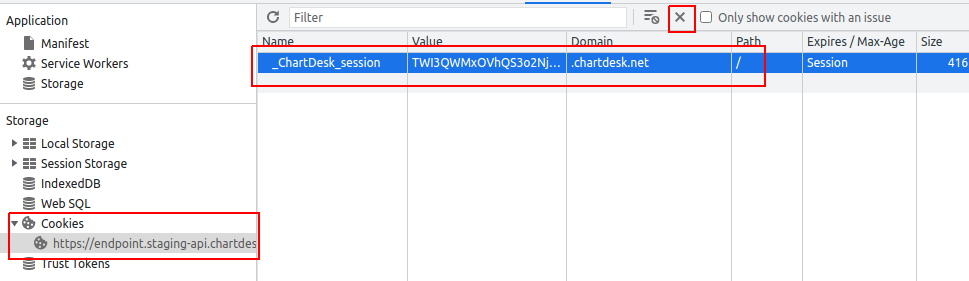 Application
Manifest
Service Workers
Storage
Storage
Local Storage
Session Storage
IndexedDB
Web SQL
Cookies
https://endpoint.staging-api.chartdes
Trust Tokens
Filter
Only show cookies with an issue
Name Value Domain Path Expires / Max-Age Size
_ChartDesk_session TWI3QWMxOVhQS3o2Nj... .chartdesk.net / Session 416